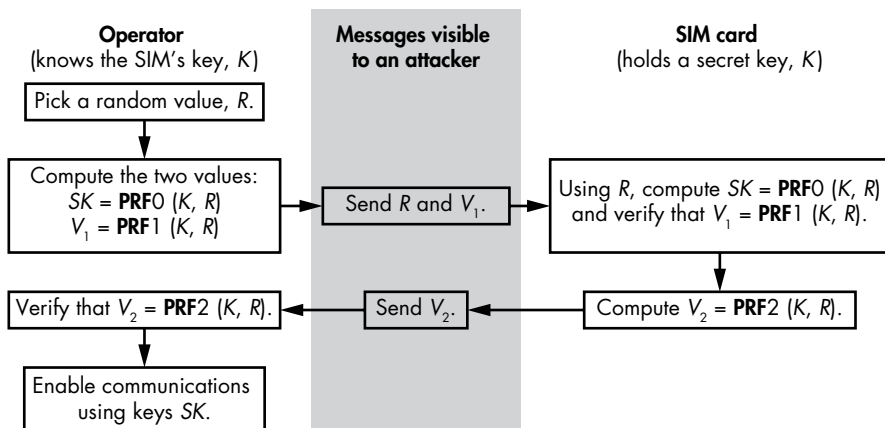 Operator
(knows the SIM's key, K)
Messages visible
to an attacker
SIM card
(holds a secret key, K)
Pick a random value, R.
Compute the two values:
SK = PRF0 (K, R)
V₁ = PRF1 (K, R)
Send R and V₁.
Using R, compute SK = PRF0 (K, R)
and verify that V₁ = PRF1 (K, R).
Verify that V₂ = PRF2 (K, R).
Send V₂.
Compute V₂ = PRF2 (K, R).
Enable communications
using keys SK.